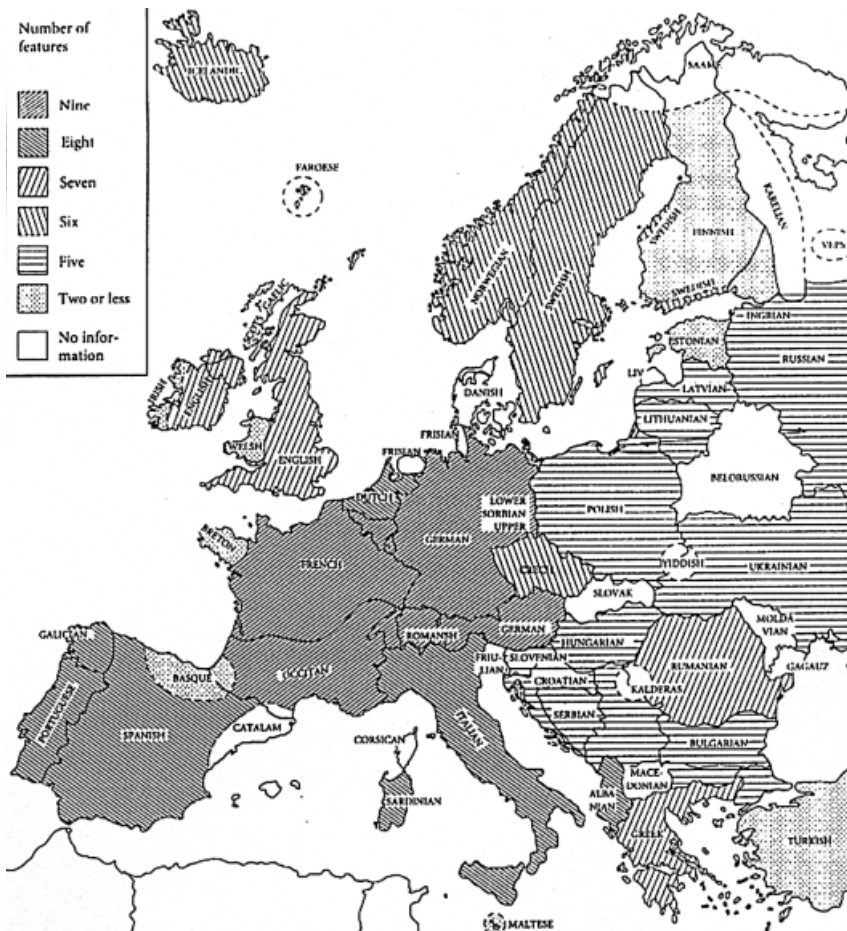 Number of
features
Nine
Eight
Seven
Six
Five
Two or less
No infor-
mation
ICELANDIC
SAAMI
FAROESE
KARELIAN
SWEDISH
FINNISH
VEPS
NORWEGIAN
SWEDISH
SWEDISH
INGRIAN
ESTONIAN
RUSSIAN
GAELIC
LIV
LATVIAN
DANISH
IRISH
ENGLISH
LITHUANIAN
FRISIAN
WELSH
ENGLISH
FRISIAN
BELORUSSIAN
DUTCH
LOWER
SORBIAN
UPPER
POLISH
BRETON
GERMAN
FRENCH
CZECH
YIDDISH
UKRAINIAN
SLOVAK
MOLDA
VIAN
GALICIAN
ROMANSH
GERMAN
HUNGARIAN
FRIU-
LIAN
SLOVENIAN
RUMANIAN
GAGAUZ
BASQUE
OCCITAN
CROATIAN
KALDERAS
PORTUGUESE
SPANISH
CATALAM
ITALIAN
SERBIAN
CORSICAN
BULGARIAN
SARDINIAN
ALBA
NIAN
MACE-
DONIAN
GREEK
TURKISH
MALTESE